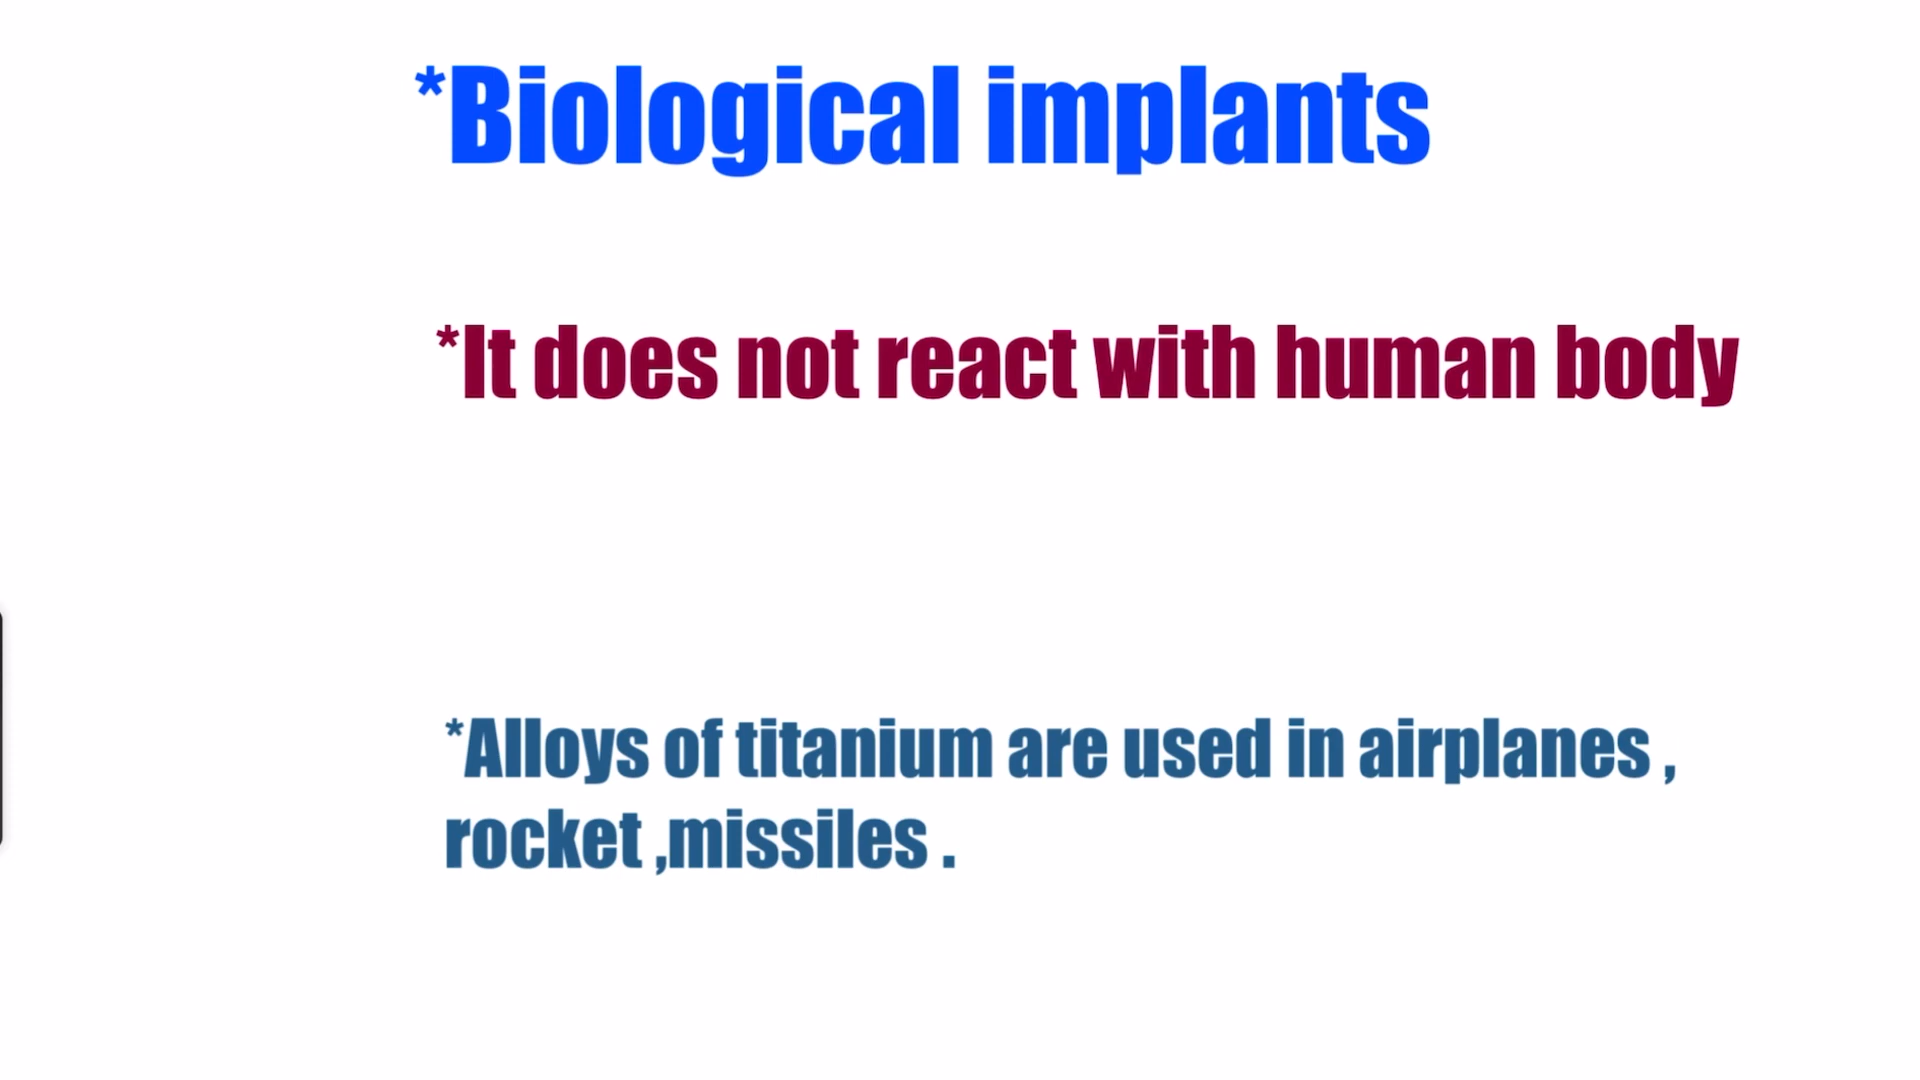 *Biological implants
*It does not react with human body
*Alloys of titanium are used in airplanes ,
rocket ,missiles .